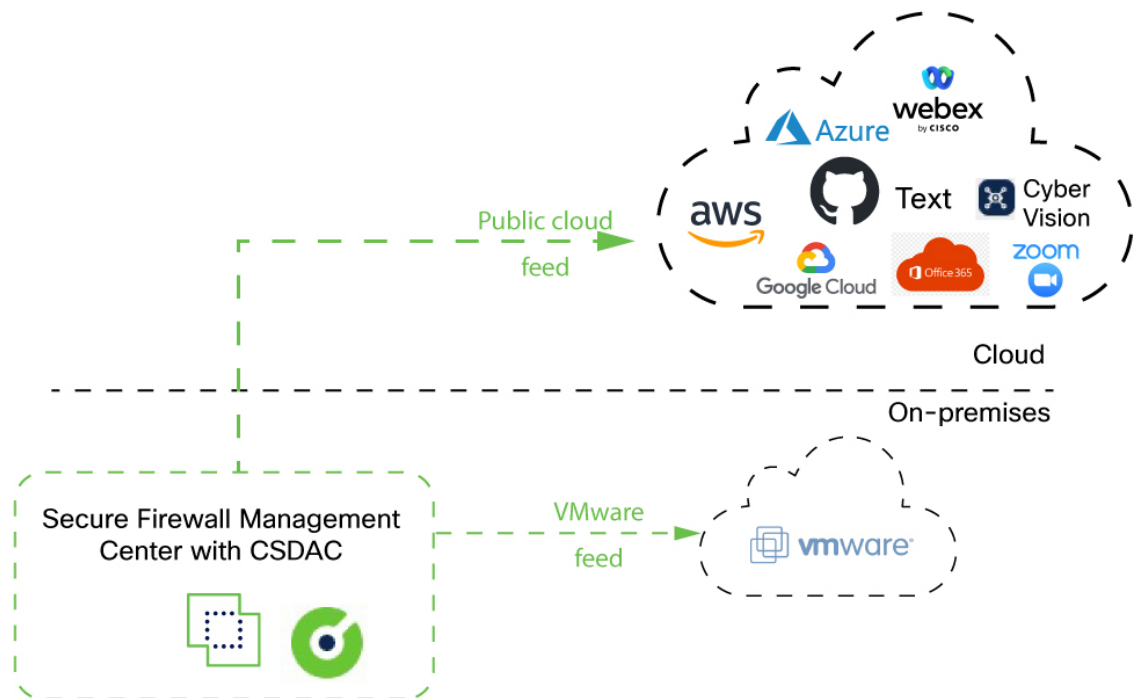 webex
by CISCO
Azure
aws
Text
Cyber
Vision
Public cloud
feed
Google Cloud
Office 365
zoom
Cloud
On-premises
Secure Firewall Management
Center with CSDAC
VMware
feed
vmware®